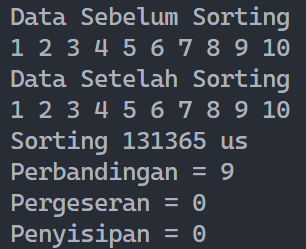 Data Sebelum Sorting
1 2 3 4 5 6 7 8 9 10
Data Setelah Sorting
1 2 3 4 5 6 7 8 9 10
Sorting 131365 us
Perbandingan = 9
Pergeseran = 0
Penyisipan = 0